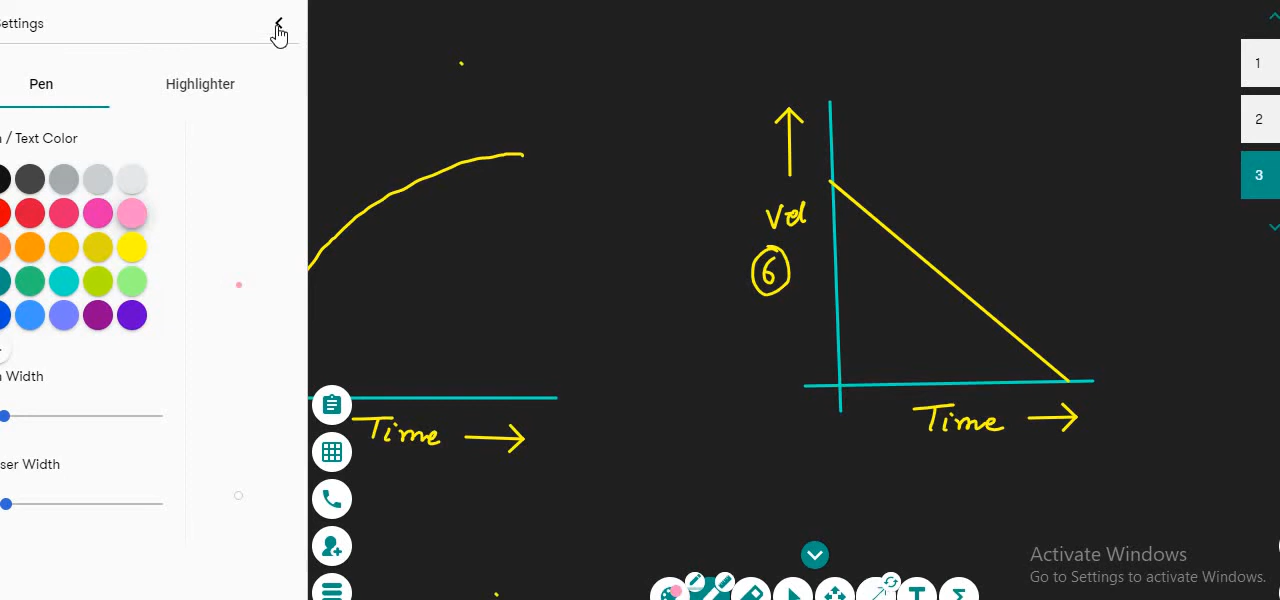 ettings
Pen Highlighter
/ Text Color
Width
ser Width
Time
Vel
6
Time
1
2
3
Activate Windows
Go to Settings to activate Windows.